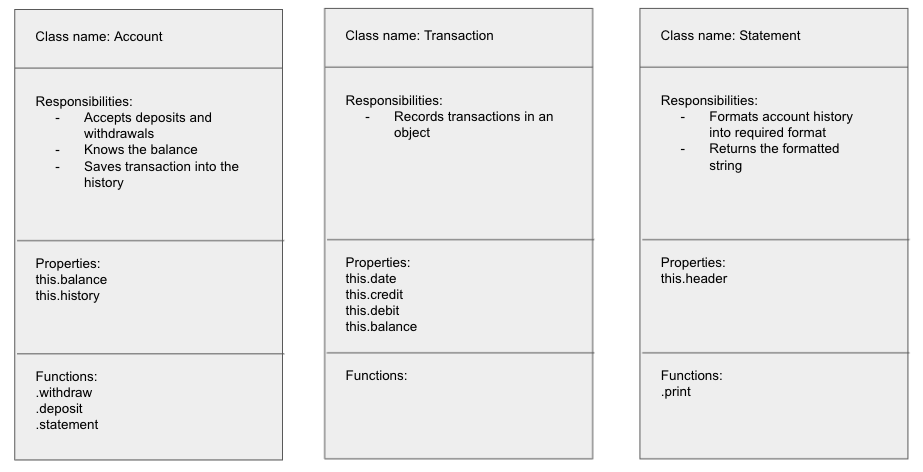 Class name: Account
Responsibilities:
- Accepts deposits and
withdrawals
- Knows the balance
- Saves transaction into the
history
Properties:
this.balance
this.history
Functions:
.withdraw
.deposit
.statement
Class name: Transaction
Responsibilities:
- Records transactions in an
object
Properties:
this.date
this.credit
this.debit
this.balance
Functions:
Class name: Statement
Responsibilities:
- Formats account history
into required format
- Returns the formatted
string
Properties:
this.header
Functions:
.print